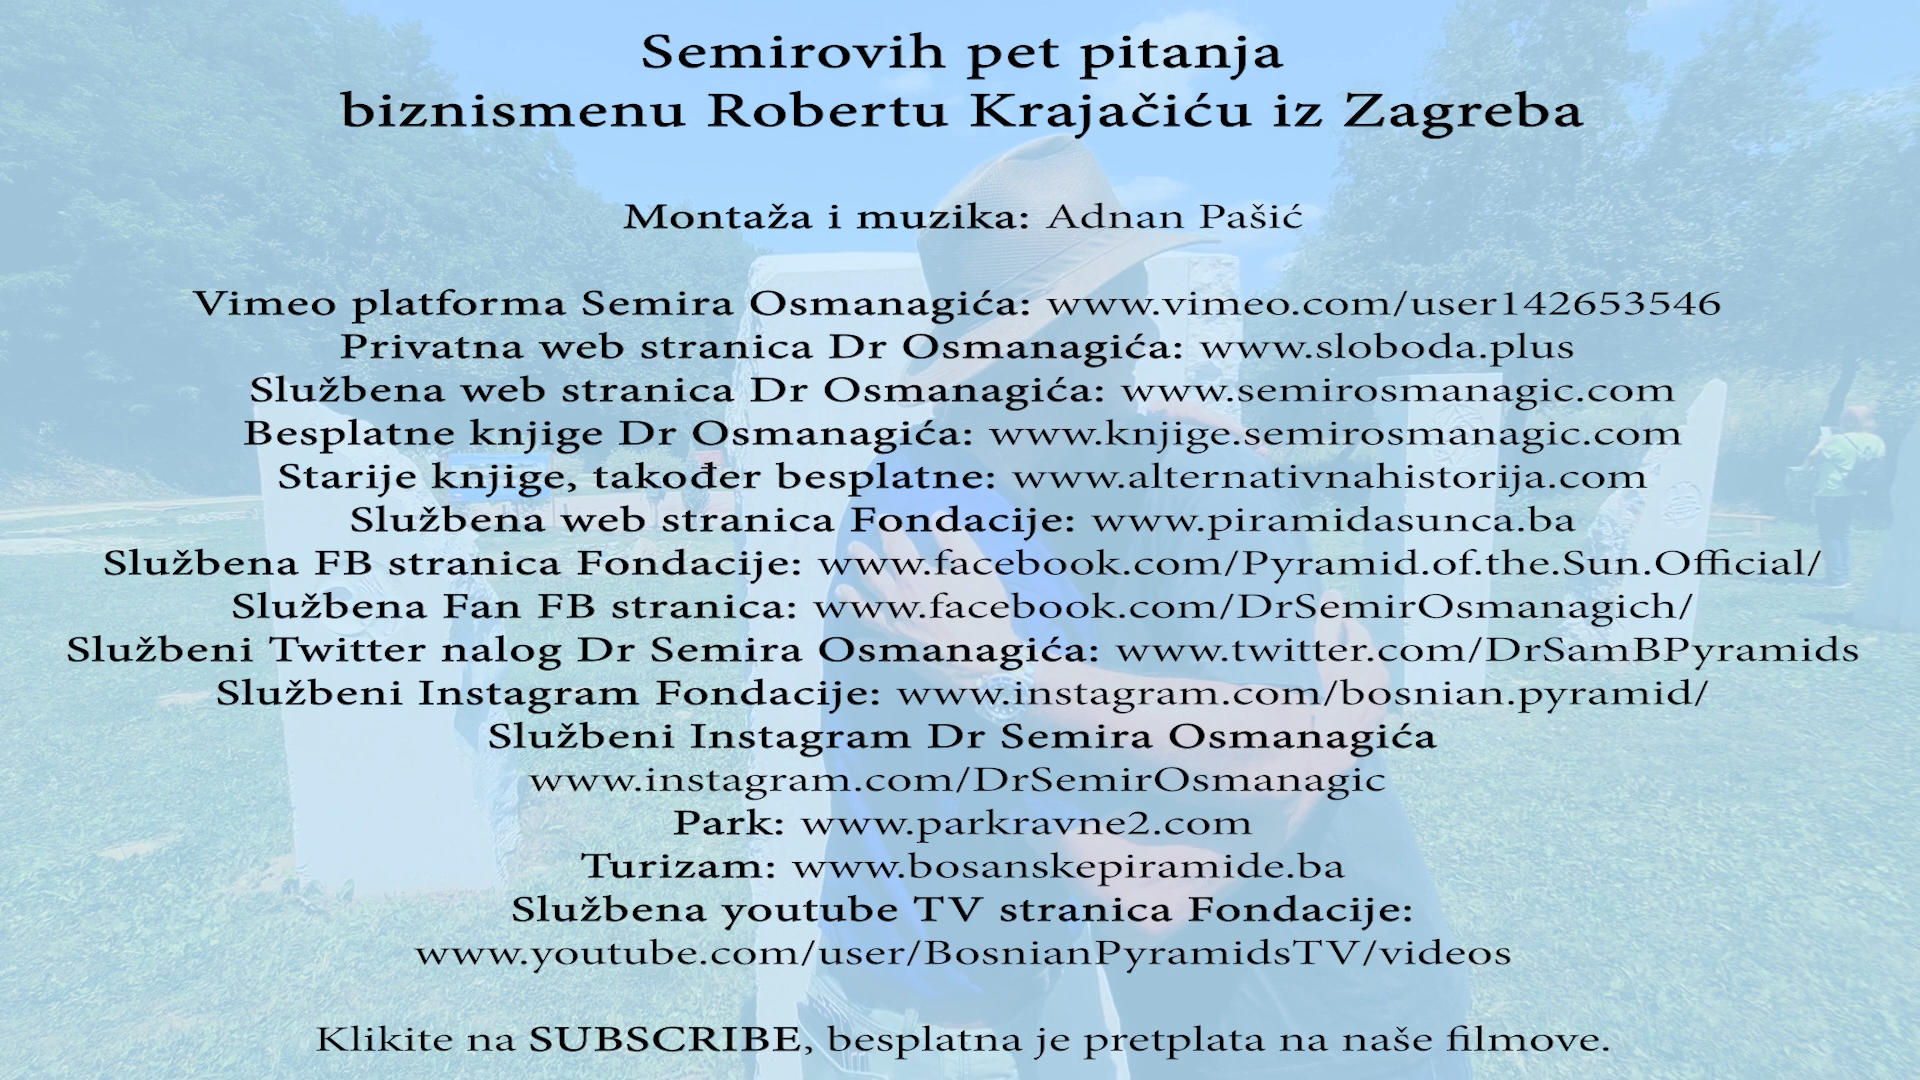 Semirovih pet pitanja
biznismenu Robertu Krajačiću iz Zagreba
Montaža i muzika: Adnan Pašić
Vimeo platforma Semira Osmanagića: www.vimeo.com/user142653546
Privatna web stranica Dr Osmanagića: www.sloboda.plus
Službena web stranica Dr Osmanagića: www.semirosmanagic.com
Besplatne knjige Dr Osmanagića: www.knjige.semirosmanagic.com
Starije knjige, također besplatne: www.alternativnahistorija.com
Službena web stranica Fondacije: www.piramidasunca.ba
Službena FB stranica Fondacije: www.facebook.com/Pyramid.of.the.Sun.Official/
Službena Fan FB stranica: www.facebook.com/DrSemirOsmanagich/
Službeni Twitter nalog Dr Semira Osmanagića: www.twitter.com/DrSamBPyramids
Službeni Instagram Fondacije: www.instagram.com/bosnian.pyramid/
Službeni Instagram Dr Semira Osmanagića
www.instagram.com/DrSemirOsmanagic
Park: www.parkravne2.com
Turizam: www.bosanskepiramide.ba
Službena youtube TV stranica Fondacije:
www.youtube.com/user/BosnianPyramidsTV/videos
Klikite na SUBSCRIBE, besplatna je pretplata na naše filmove.